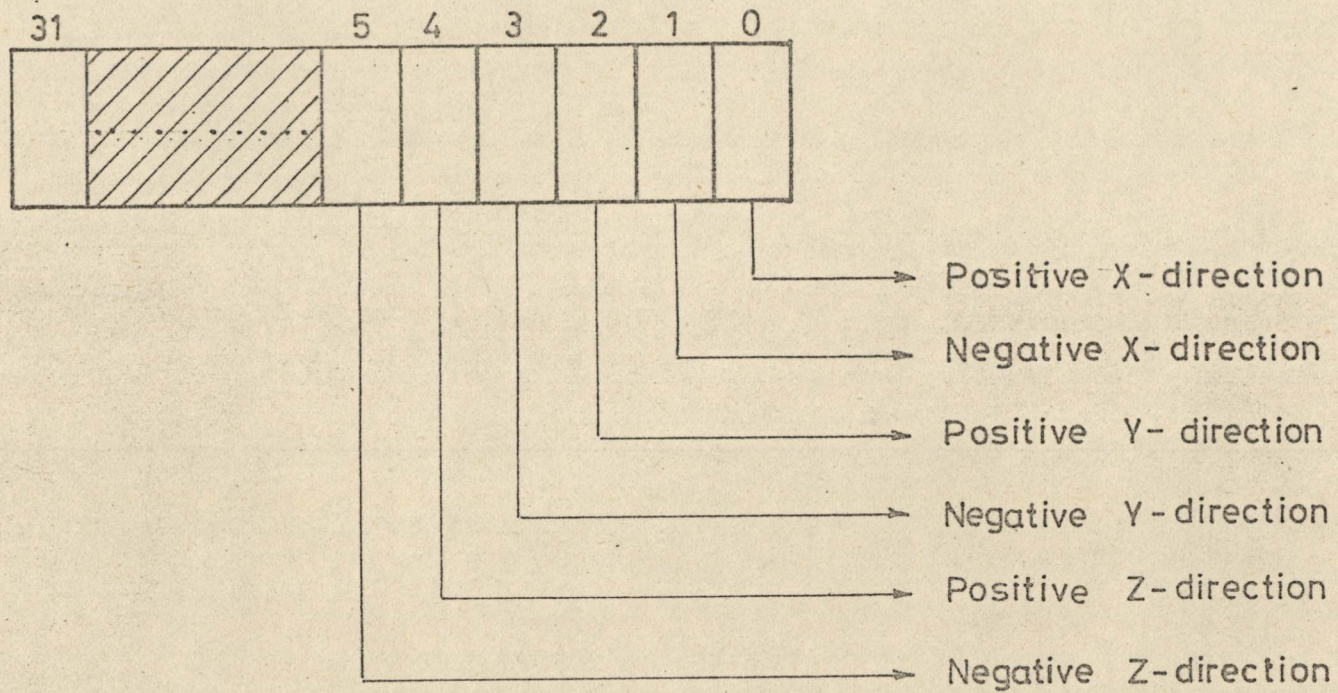 31 5 4 3 2 1 0
Positive X-direction
Negative X-direction
Positive Y-direction
Negative Y-direction
Positive Z-direction
Negative Z-direction